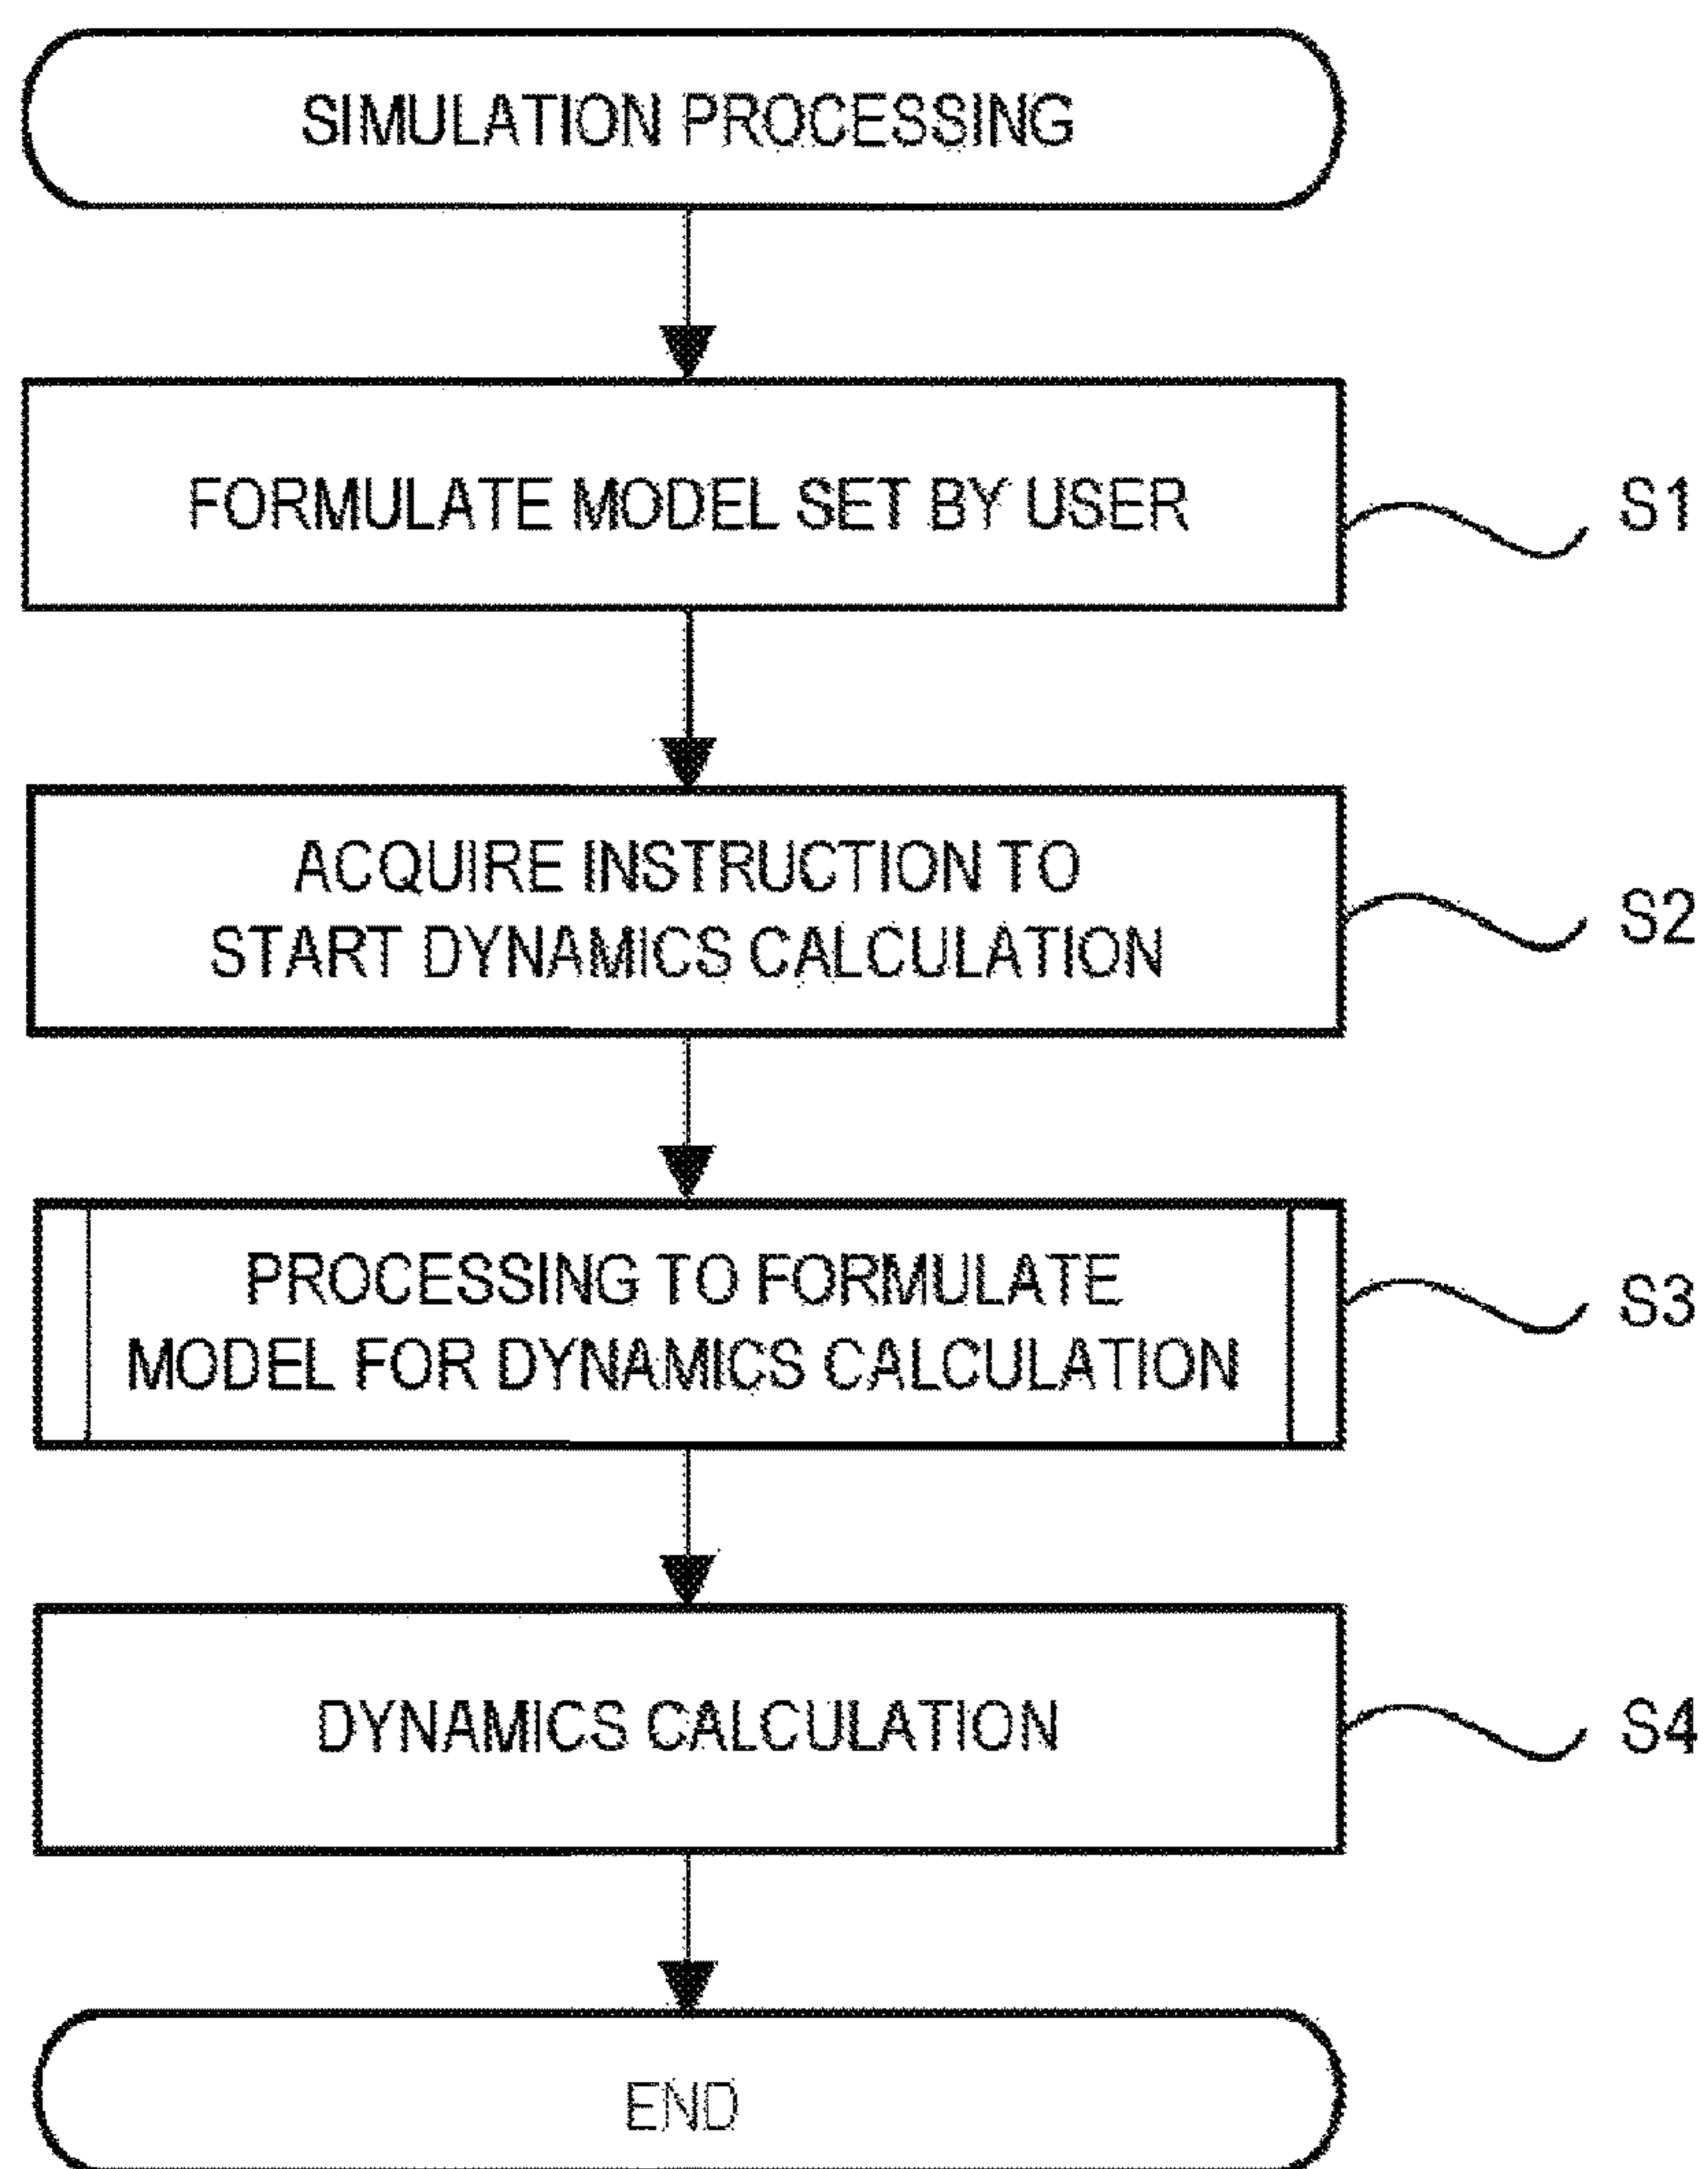 SIMULATION PROCESSING
FORMULATE MODEL SET BY USER
S1
ACQUIRE INSTRUCTION TO
START DYNAMICS CALCULATION
S2
PROCESSING TO FORMULATE
MODEL FOR DYNAMICS CALCULATION
S3
DYNAMICS CALCULATION
S4
END